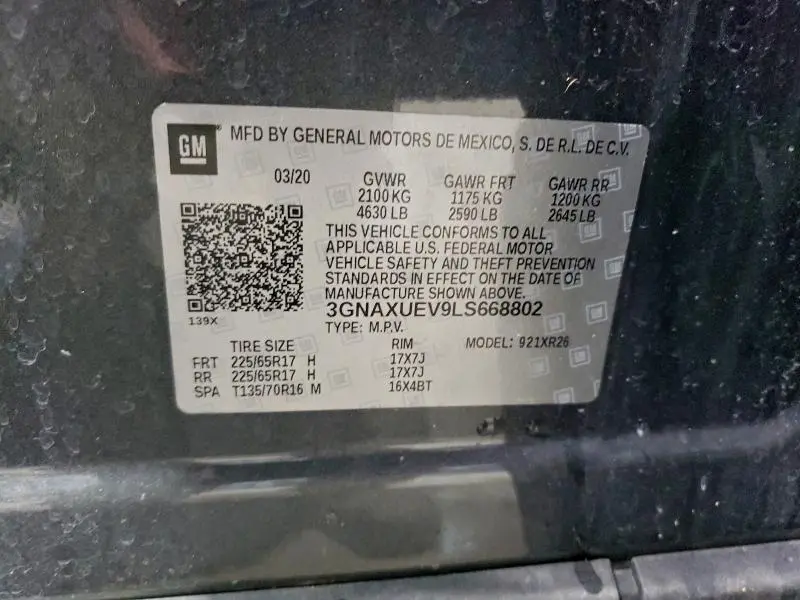 GM MFD BY GENERAL MOTORS DE MEXICO, S. DE R.L. DE C.V.
03/20 GVWR GAWR FRT GAWR RR
2100 KG 1175 KG 1200 KG
4630 LB 2590 LB 2645 LB
THIS VEHICLE CONFORMS TO ALL
APPLICABLE U.S. FEDERAL MOTOR
VEHICLE SAFETY AND THEFT PREVENTION
STANDARDS IN EFFECT ON THE DATE OF
MANUFACTURE SHOWN ABOVE.
3GNAXUEV9LS668802
139X
TYPE: M.P.V.
TIRE SIZE RIM MODEL: 921XR26
FRT 225/65R17 H 17X7J
RR 225/65R17 H 17X7J
SPA T135/70R16 M 16X4BT